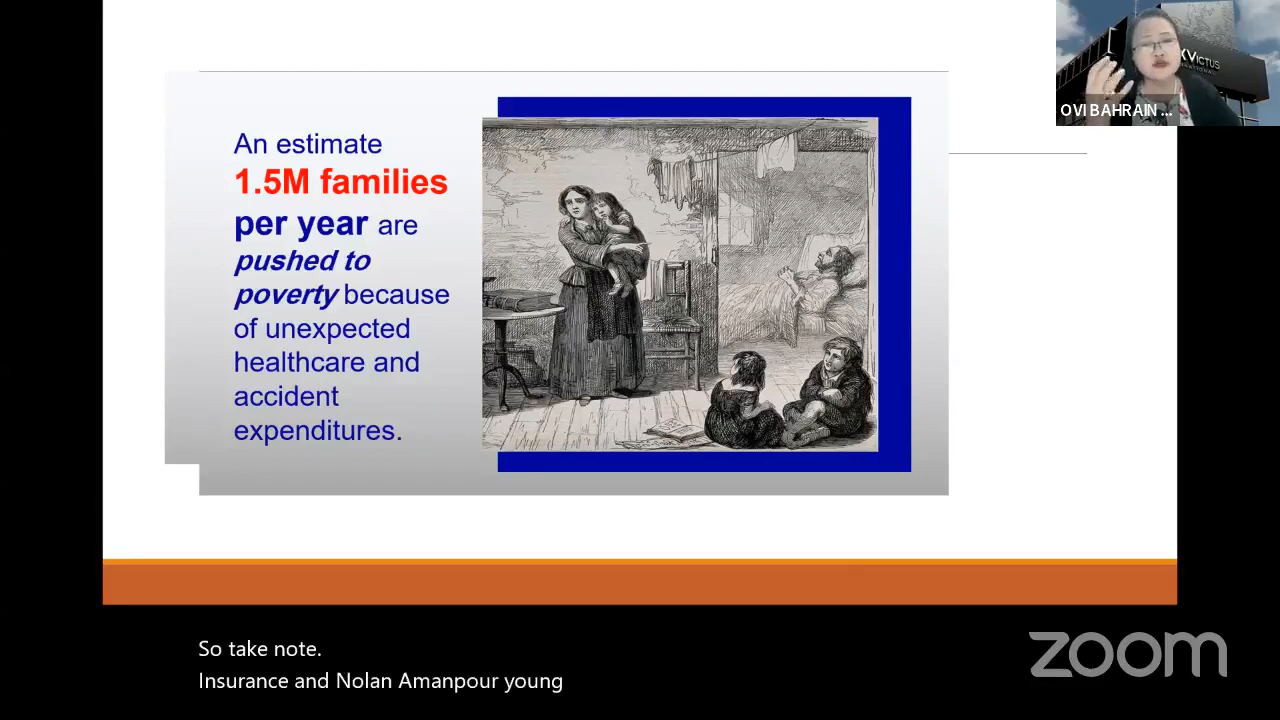 An estimate
1.5M families
per year are
pushed to
poverty because
of unexpected
healthcare and
accident
expenditures.
VICTUS
OVI BAHRAIN ...
So take note.
Insurance and Nolan Amanpour young
zoom